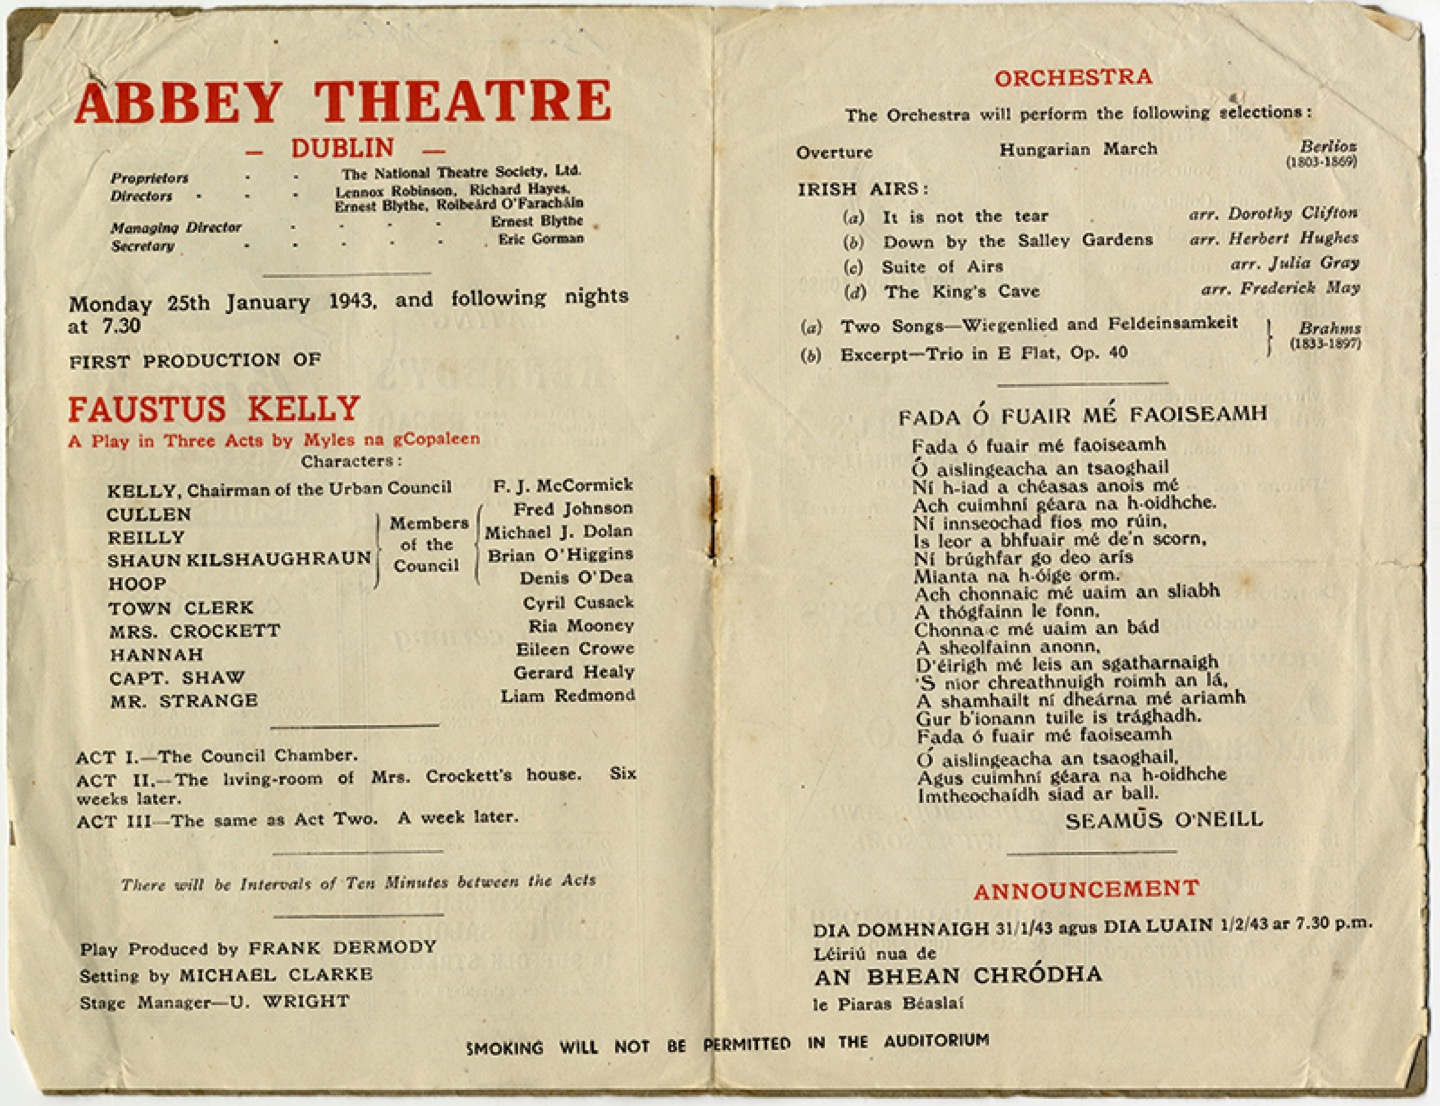 ABBEY THEATRE
— DUBLIN —
Proprietors - - The National Theatre Society, Ltd.
Directors - - - Lennox Robinson, Richard Hayes,
Ernest Blythe, Roibeárd O'Faracháin
Managing Director - - - - Ernest Blythe
Secretary - - - - - Eric Gorman
Monday 25th January 1943, and following nights
at 7.30
FIRST PRODUCTION OF
FAUSTUS KELLY
A Play in Three Acts by Myles na gCopaleen
Characters:
KELLY, Chairman of the Urban Council F. J. McCormick
CULLEN Fred Johnson
REILLY Members Michael J. Dolan
SHAUN KILSHAUGHRAUN of the Brian O'Higgins
HOOP Council Denis O'Dea
TOWN CLERK Cyril Cusack
MRS. CROCKETT Ria Mooney
HANNAH Eileen Crowe
CAPT. SHAW Gerard Healy
MR. STRANGE Liam Redmond
ACT I.—The Council Chamber.
ACT II.—The living-room of Mrs. Crockett's house. Six
weeks later.
ACT III—The same as Act Two. A week later.
There will be Intervals of Ten Minutes between the Acts
Play Produced by FRANK DERMODY
Setting by MICHAEL CLARKE
Stage Manager—U. WRIGHT
ORCHESTRA
The Orchestra will perform the following selections:
Overture Hungarian March Berlioz
(1803-1869)
IRISH AIRS:
(a) It is not the tear arr. Dorothy Clifton
(b) Down by the Salley Gardens arr. Herbert Hughes
(c) Suite of Airs arr. Julia Gray
(d) The King's Cave arr. Frederick May
(a) Two Songs—Wiegenlied and Feldeinsamkeit Brahms
(b) Excerpt—Trio in E Flat, Op. 40 (1833-1897)
FADA Ó FUAIR MÉ FAOISEAMH
Fada ó fuair mé faoiseamh
Ó aislingeacha an tsaoghail
Ní h-iad a chéasas anois mé
Ach cuimhní géara na h-oidhche.
Ní innseochad fios mo rúin,
Is leor a bhfuair mé de'n scorn,
Ní brúghfar go deo arís
Mianta na h-óige orm.
Ach chonnaic mé uaim an sliabh
A thógfainn le fonn,
Chonna c mé uaim an bád
A sheolfainn anonn,
D'éirigh mé leis an sgatharnaigh
'S níor chreathnuigh roimh an lá,
A shamhailt ní dheárna mé ariamh
Gur b'ionann tuile is trághadh.
Fada ó fuair mé faoiseamh
Ó aislingeacha an tsaoghail,
Agus cuimhní géara na h-oidhche
Imtheochaidh siad ar ball.
SEAMŪS O'NEILL
ANNOUNCEMENT
DIA DOMHNAIGH 31/1/43 agus DIA LUAIN 1/2/43 ar 7.30 p.m.
Léiriú nua de
AN BHEAN CHRÓDHA
le Piaras Béaslaí
SMOKING WILL NOT BE PERMITTED IN THE AUDITORIUM